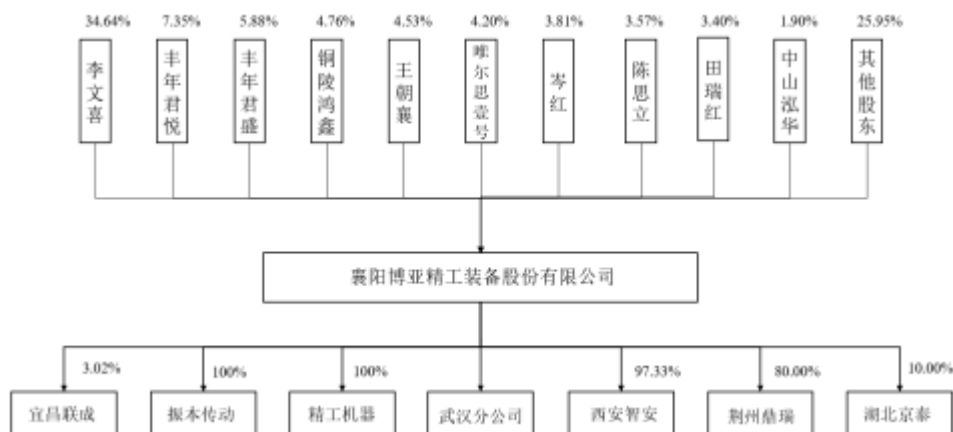 34.64% 7.35% 5.88% 4.76% 4.53% 4.20% 3.81% 3.57% 3.40% 1.90% 25.95%
李文喜
丰年君悦
丰年君盛
铜陵鸿鑫
王朝襄
唯尔思壹号
岑红
陈思立
田瑞红
中山泓华
其他股东
襄阳博亚精工装备股份有限公司
3.02% 100% 100% 97.33% 80.00% 10.00%
宜昌联成 振本传动 精工机器 武汉分公司 西安智安 荆州鼎瑞 湖北京泰